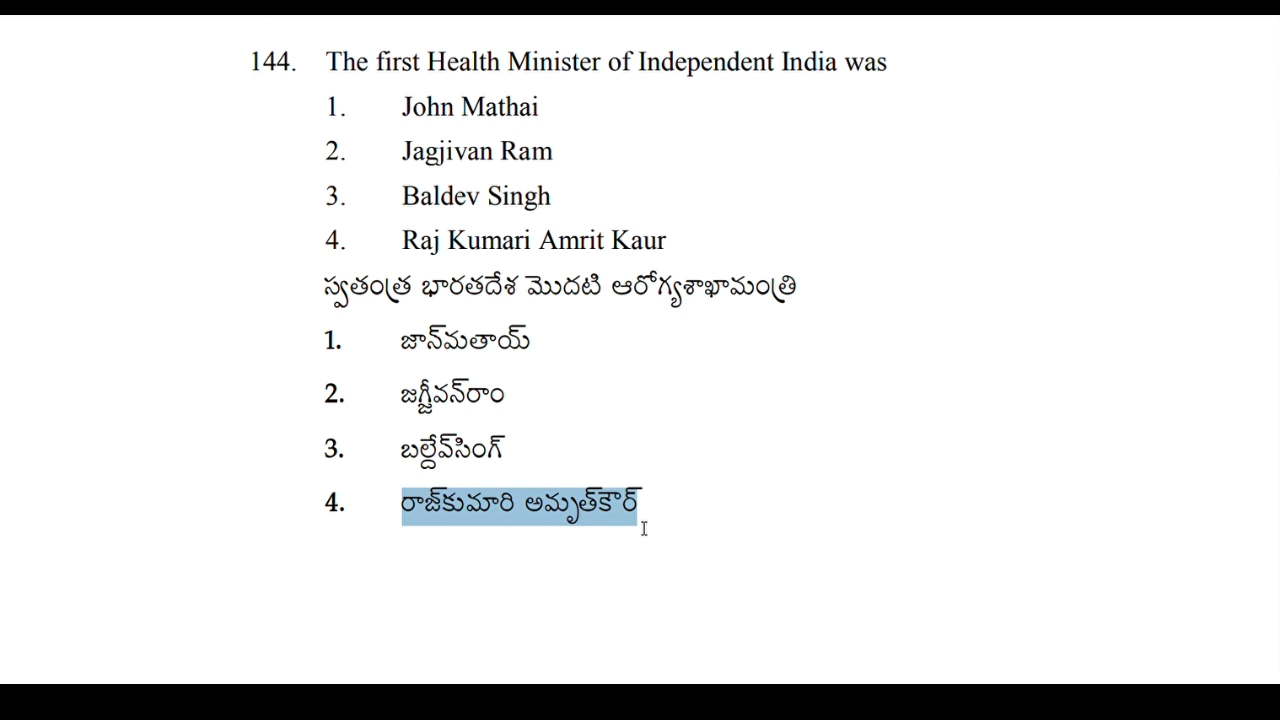 144. The first Health Minister of Independent India was
1. John Mathai
2. Jagjivan Ram
3. Baldev Singh
4. Raj Kumari Amrit Kaur
స్వతంత్ర భారతదేశ మొదటి ఆరోగ్యశాఖామంత్రి
1. జాన్‌మతాయ్
2. జగ్జీవన్‌రాం
3. బల్దేవ్‌సింగ్
4. రాజ్‌కుమారి అమృత్‌కౌర్